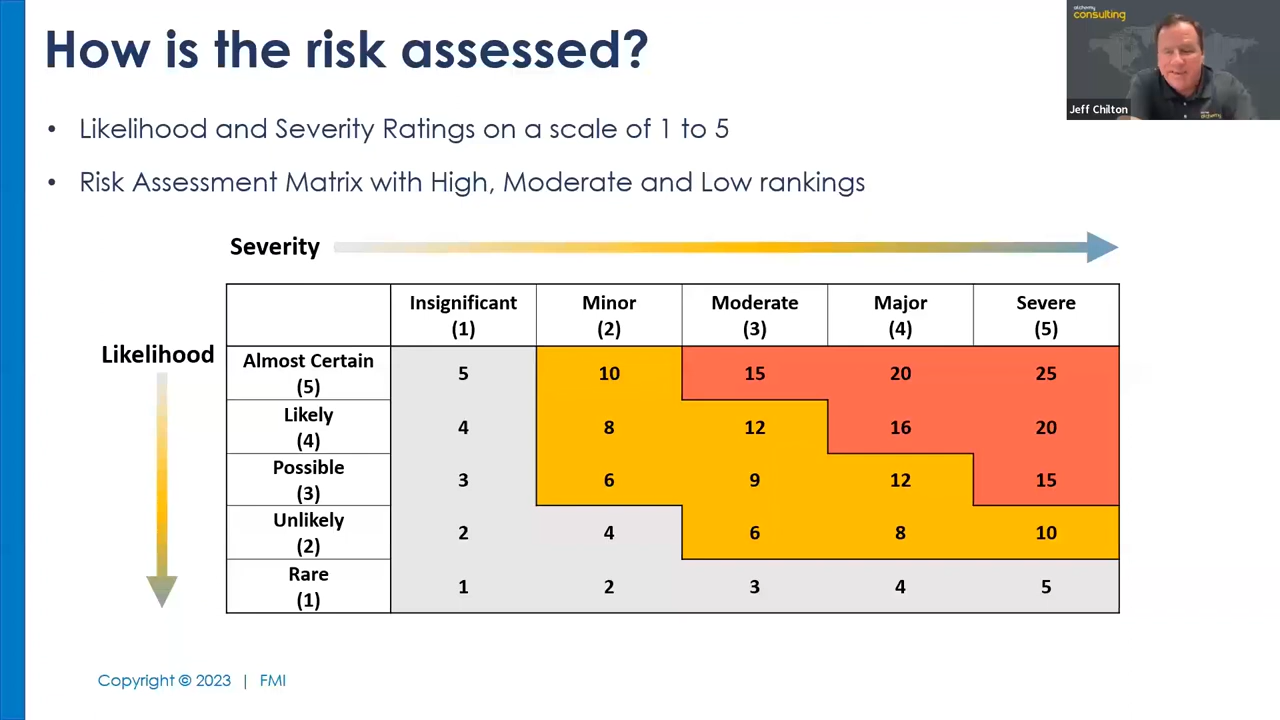 How is the risk assessed?
alchemy
consulting
Jeff Chilton
alchemy
• Likelihood and Severity Ratings on a scale of 1 to 5
• Risk Assessment Matrix with High, Moderate and Low rankings
Severity
Likelihood
Insignificant Minor Moderate Major Severe
(1) (2) (3) (4) (5)
Almost Certain
(5) 5 10 15 20 25
Likely
(4) 4 8 12 16 20
Possible
(3) 3 6 9 12 15
Unlikely
(2) 2 4 6 8 10
Rare
(1) 1 2 3 4 5
Copyright © 2023 | FMI